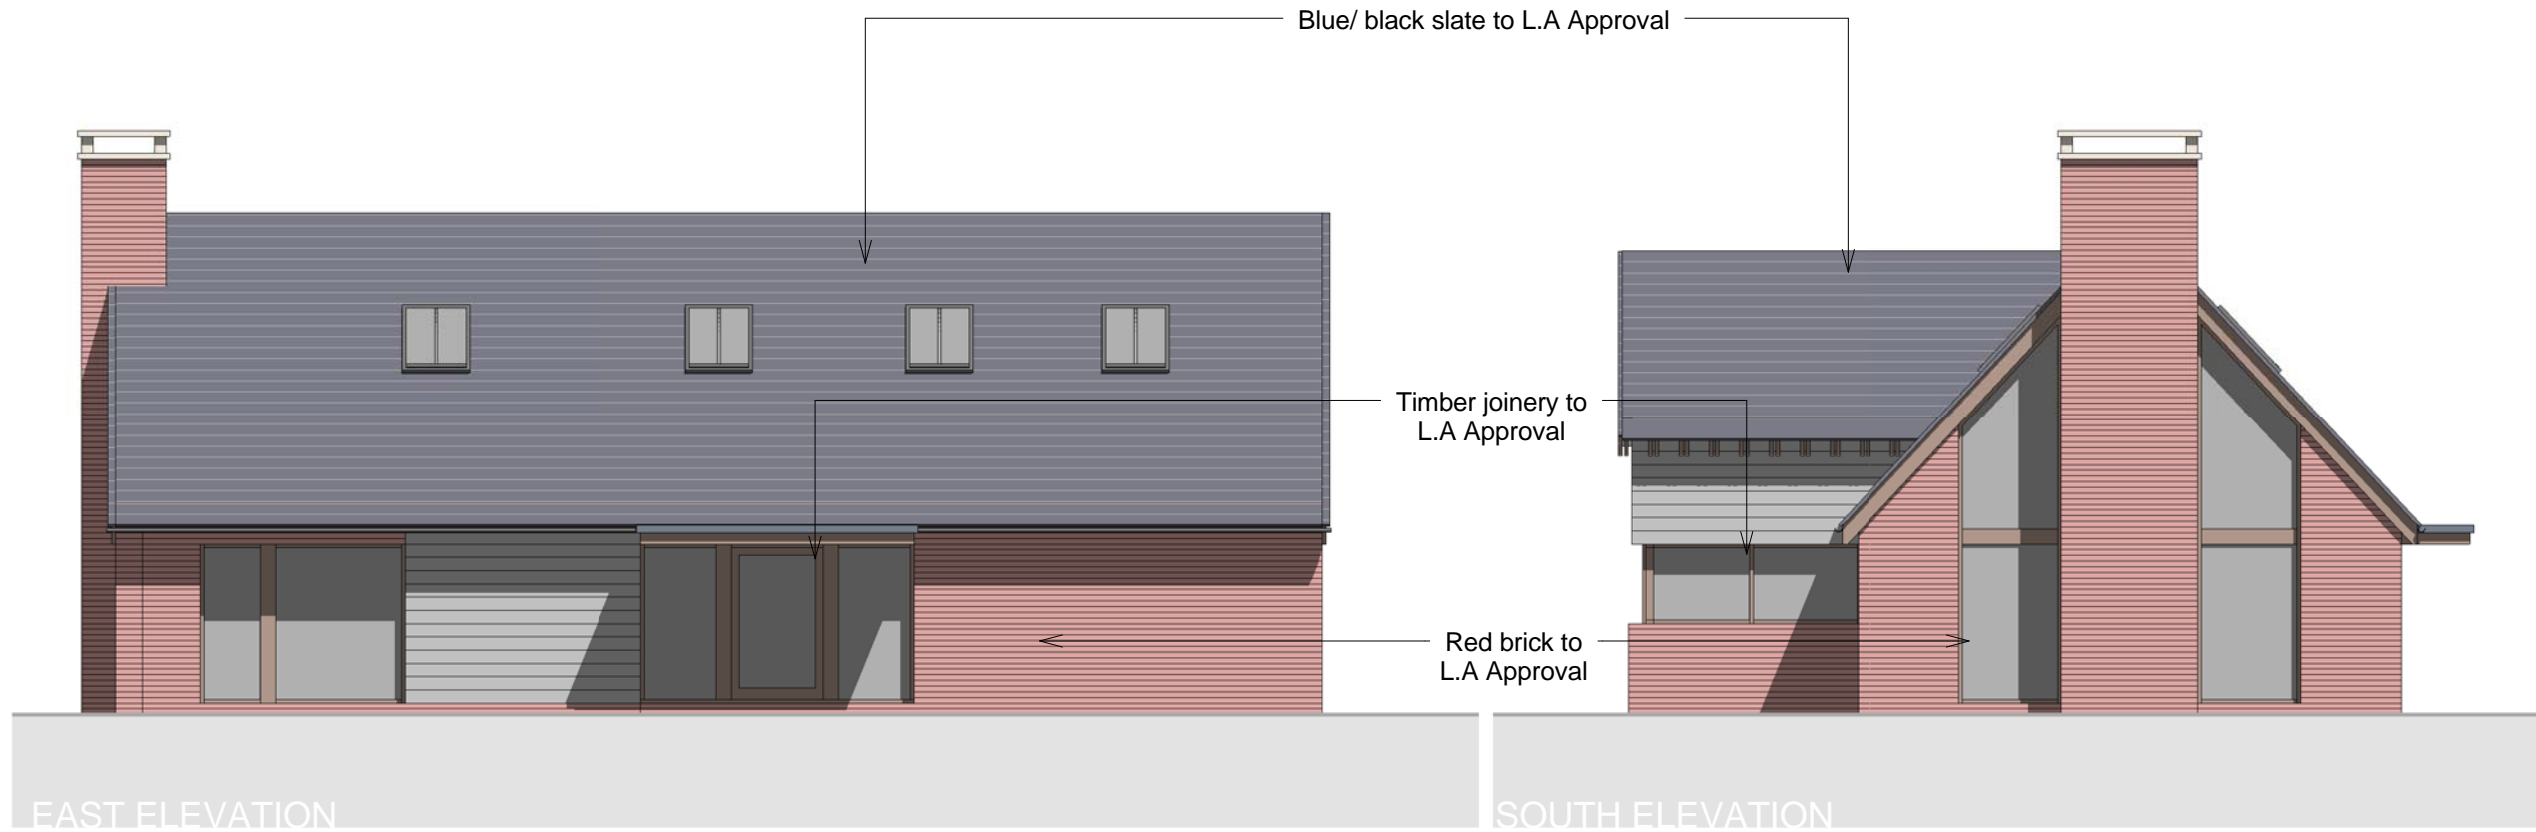 Blue/ black slate to L.A Approval
Timber joinery to
L.A Approval
Red brick to
L.A Approval
EAST ELEVATION
SOUTH ELEVATION